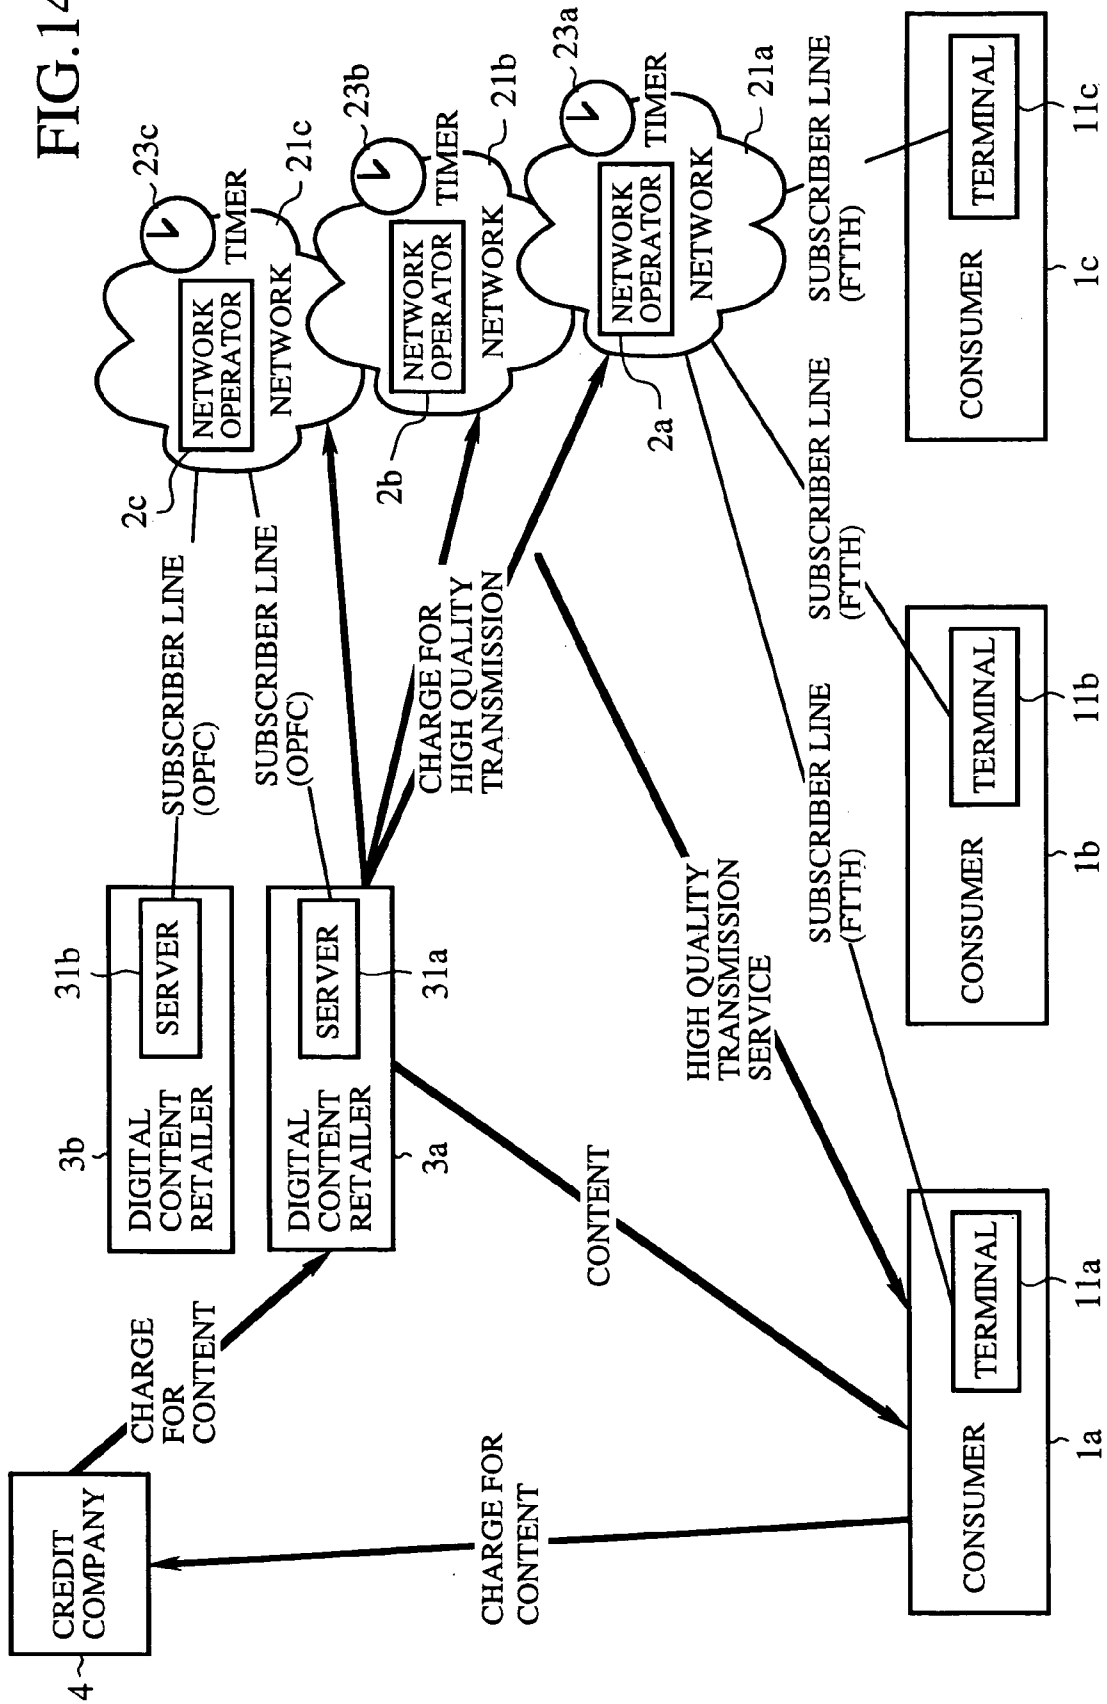 FIG.14
23c
TIMER
21c
NETWORK
OPERATOR
NETWORK
2c
23b
TIMER
21b
NETWORK
OPERATOR
NETWORK
2b
23a
TIMER
21a
NETWORK
OPERATOR
NETWORK
2a
SUBSCRIBER LINE
(OPFC)
SUBSCRIBER LINE
(OPFC)
31b
SERVER
DIGITAL
CONTENT
RETAILER
3b
31a
SERVER
DIGITAL
CONTENT
RETAILER
3a
CHARGE FOR
HIGH QUALITY
TRANSMISSION
HIGH QUALITY
TRANSMISSION
SERVICE
CHARGE
FOR
CONTENT
CREDIT
COMPANY
4
CONTENT
CHARGE FOR
CONTENT
SUBSCRIBER LINE
(FTTH)
SUBSCRIBER LINE
(FTTH)
SUBSCRIBER LINE
(FTTH)
CONSUMER
TERMINAL
1a
11a
CONSUMER
TERMINAL
1b
11b
CONSUMER
TERMINAL
1c
11c